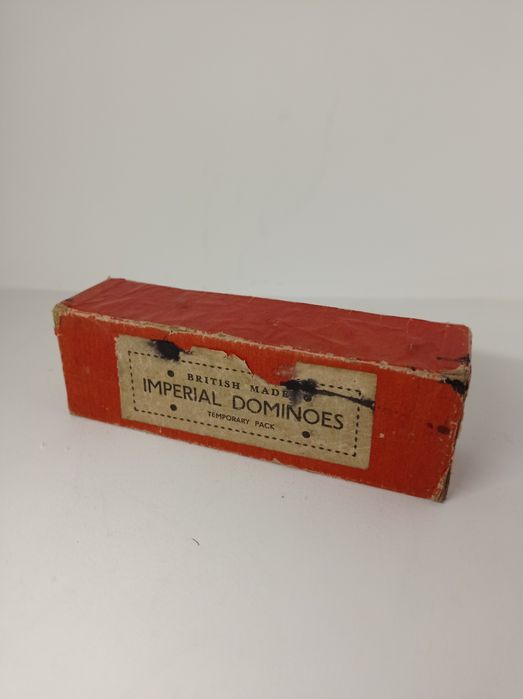 BRITISH MADE
IMPERIAL DOMINOES
TEMPORARY PACK